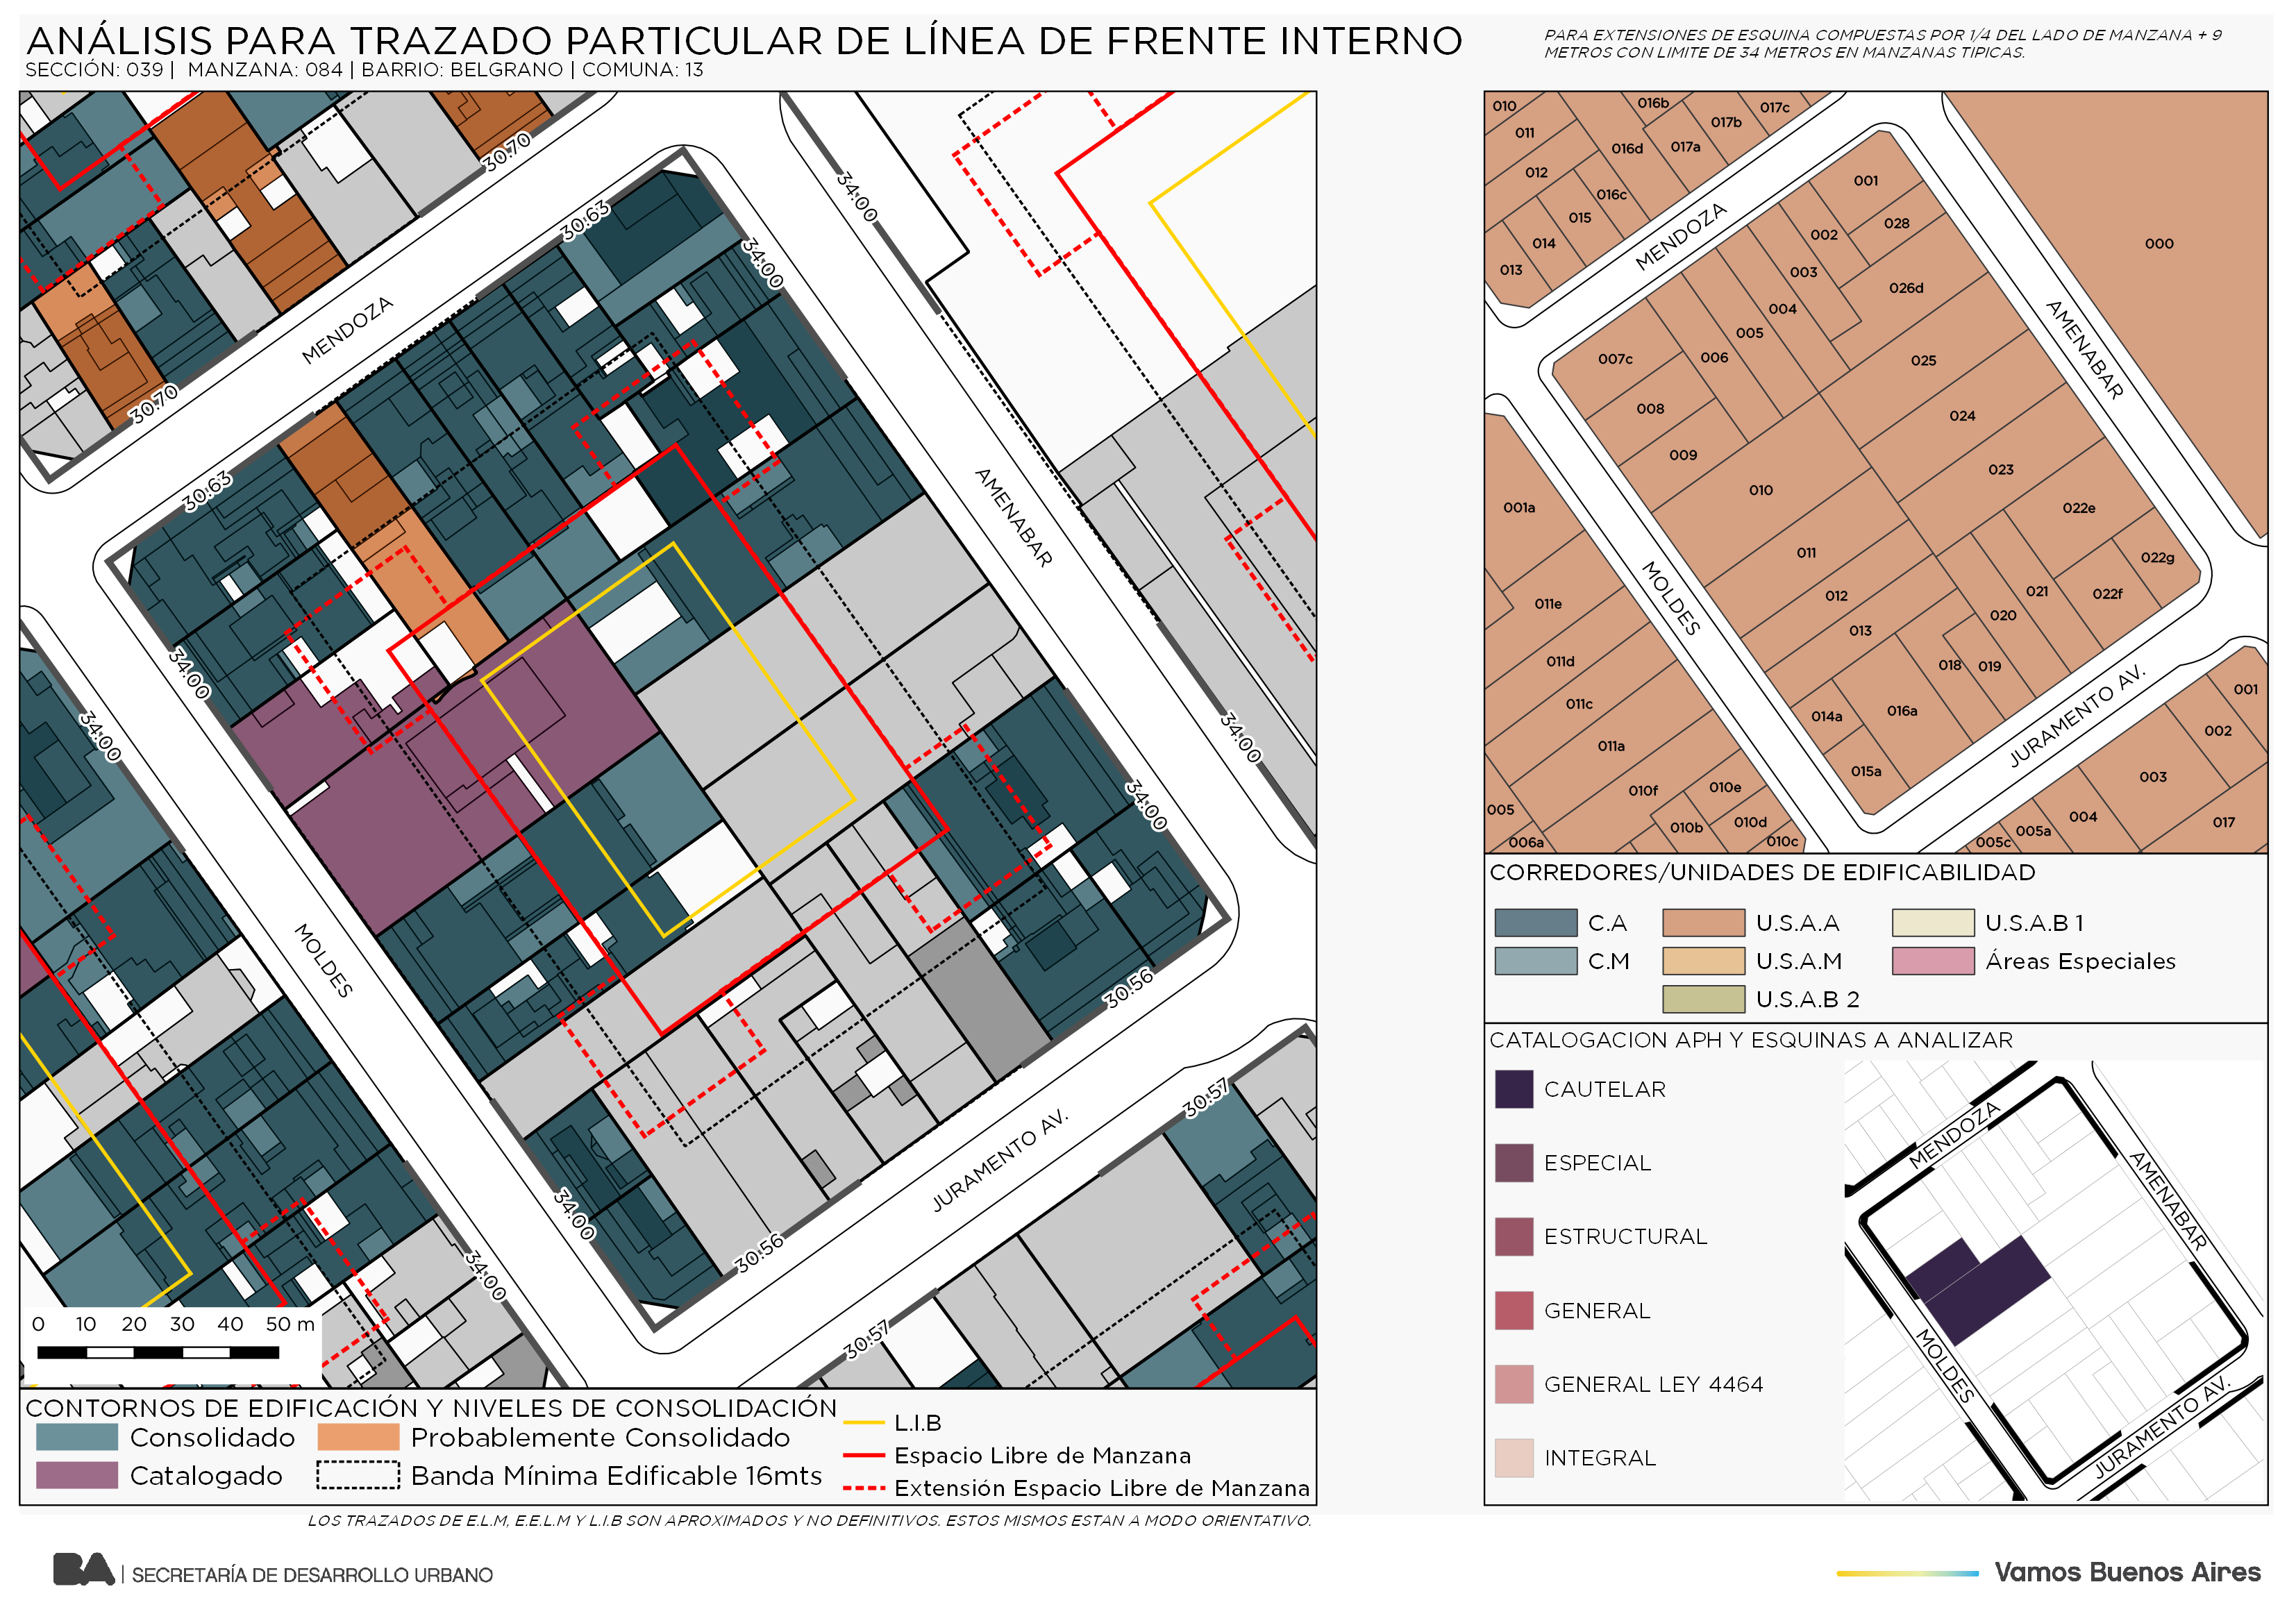 ANÁLISIS PARA TRAZADO PARTICULAR DE LÍNEA DE FRENTE INTERNO
SECCIÓN: 039 | MANZANA: 084 | BARRIO: BELGRANO | COMUNA: 13
PARA EXTENSIONES DE ESQUINA COMPUESTAS POR 1/4 DEL LADO DE MANZANA + 9
METROS CON LIMITE DE 34 METROS EN MANZANAS TIPICAS.
30.70
30.70
30.63
30.63
34.00
34.00
34.00
34.00
34.00
34.00
34.00
34.00
30.56
30.56
30.57
30.57
MENDOZA
AMENABAR
MOLDES
JURAMENTO AV.
0 10 20 30 40 50 m
CONTORNOS DE EDIFICACIÓN Y NIVELES DE CONSOLIDACIÓN
Consolidado
Probablemente Consolidado
Catalogado
Banda Mínima Edificable 16mts
L.I.B
Espacio Libre de Manzana
Extensión Espacio Libre de Manzana
LOS TRAZADOS DE E.L.M, E.E.L.M Y L.I.B SON APROXIMADOS Y NO DEFINITIVOS. ESTOS MISMOS ESTAN A MODO ORIENTATIVO.
010
011
012
013
014
015
016b
016c
016d
017a
017b
017c
000
MENDOZA
AMENABAR
MOLDES
JURAMENTO AV.
001
028
002
003
026d
004
005
006
007c
008
009
025
024
010
023
011
022e
022g
012
022f
013
021
020
018
019
014a
016a
015a
001a
011e
011d
011c
011a
010f
010e
010b
010d
010c
005
006a
001
002
003
004
005a
005c
017
CORREDORES/UNIDADES DE EDIFICABILIDAD
C.A
U.S.A.A
U.S.A.B 1
C.M
U.S.A.M
Áreas Especiales
U.S.A.B 2
CATALOGACION APH Y ESQUINAS A ANALIZAR
CAUTELAR
ESPECIAL
ESTRUCTURAL
GENERAL
GENERAL LEY 4464
INTEGRAL
MENDOZA
AMENABAR
MOLDES
JURAMENTO AV.
BA | SECRETARÍA DE DESARROLLO URBANO
Vamos Buenos Aires